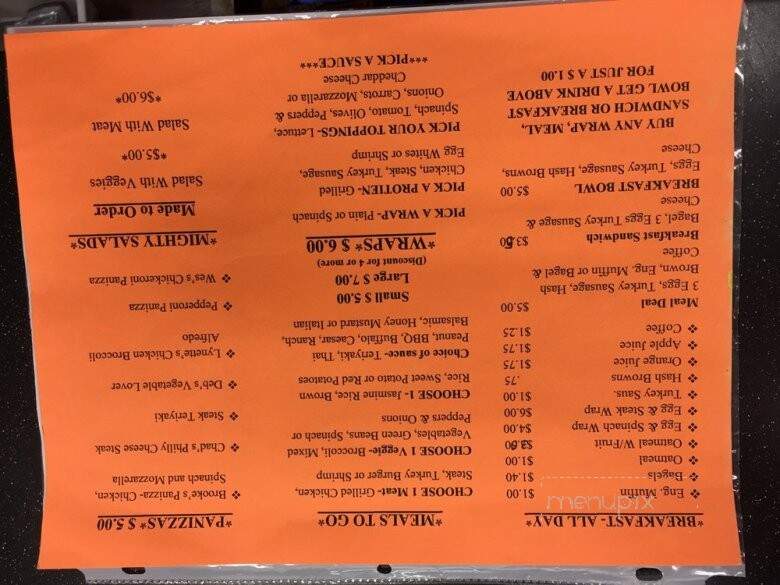 *BREAKFAST- ALL DAY*
❖ Eng. Muffin $1.00
❖ Bagels $1.40
❖ Oatmeal $1.00
❖ Oatmeal W/Fruit
❖ Egg & Spinach Wrap $4.00
❖ Egg & Steak Wrap $6.00
❖ Turkey Saus. $1.00
❖ Hash Browns .75
❖ Orange Juice $1.75
❖ Apple Juice $1.75
❖ Coffee $1.25
Meal Deal $5.00
3 Eggs, Turkey Sausage, Hash
Brown, Eng. Muffin or Bagel &
Coffee
Breakfast Sandwich $3.50
Bagel, 3 Eggs Turkey Sausage &
Cheese
BREAKFAST BOWL $5.00
Eggs, Turkey Sausage, Hash Browns,
Cheese
BUY ANY WRAP, MEAL,
SANDWICH OR BREAKFAST
BOWL GET A DRINK ABOVE
FOR JUST A $ 1.00
*MEALS TO GO*
CHOOSE 1 Meat- Grilled Chicken,
Steak, Turkey Burger or Shrimp
CHOOSE 1 Veggie- Broccoli, Mixed
Vegetables, Green Beans, Spinach or
Peppers & Onions
CHOOSE 1- Jasmine Rice, Brown
Rice, Sweet Potato or Red Potatoes
Choice of sauce- Teriyaki, Thai
Peanut, BBQ, Buffalo, Caesar, Ranch,
Balsamic, Honey Mustard or Italian
Small $ 5.00
Large $ 7.00
(Discount for 4 or more)
*WRAPS* $ 6.00
PICK A WRAP- Plain or Spinach
PICK A PROTIEN- Grilled
Chicken, Steak, Turkey Sausage,
Egg Whites or Shrimp
PICK YOUR TOPPINGS- Lettuce,
Spinach, Tomato, Olives, Peppers &
Onions, Carrots, Mozzarella or
Cheddar Cheese
***PICK A SAUCE***
*PANIZZAS* $ 5.00
❖ Brooke's Panizza- Chicken,
Spinach and Mozzarella
❖ Chad's Philly Cheese Steak
❖ Steak Teriyaki
❖ Deb's Vegetable Lover
❖ Lynette's Chicken Broccoli
Alfredo
❖ Pepperoni Panizza
❖ Wes's Chickeroni Panizza
*MIGHTY SALADS*
Made to Order
Salad With Veggies
*$5.00*
Salad With Meat
*$6.00*
menupix